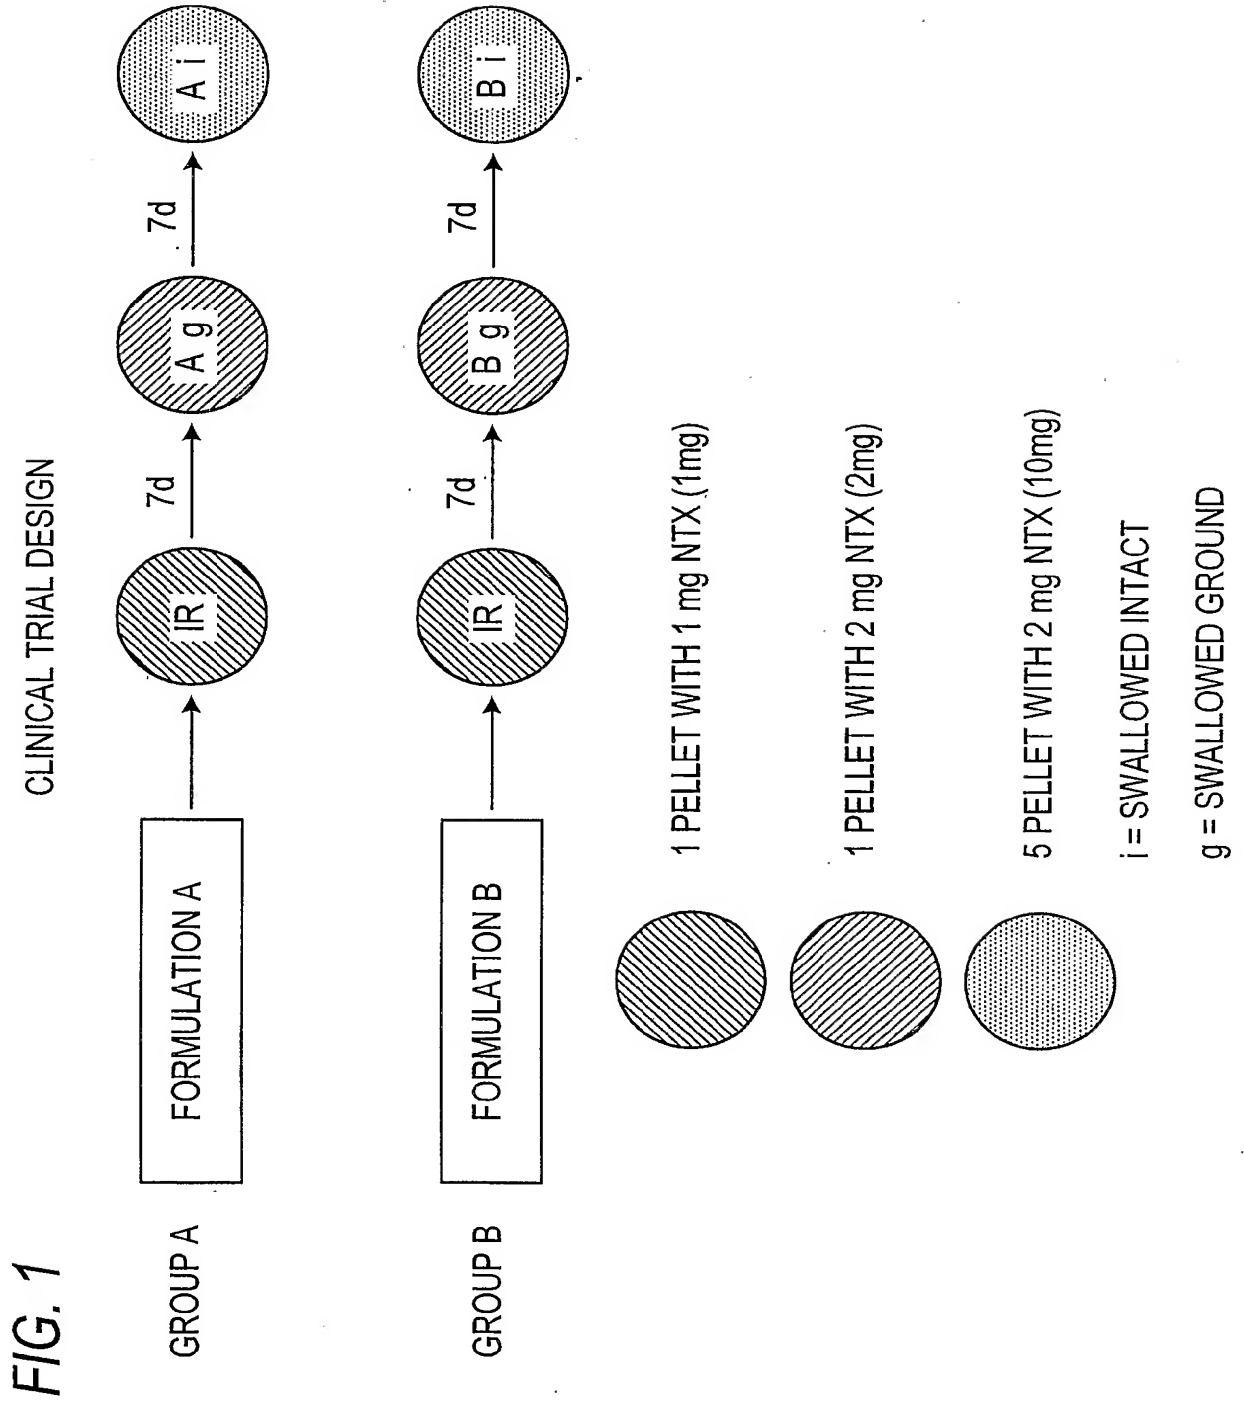 FIG. 1
CLINICAL TRIAL DESIGN
GROUP A
FORMULATION A
IR
7d
A g
7d
A i
GROUP B
FORMULATION B
IR
7d
B g
7d
B i
1 PELLET WITH 1 mg NTX (1mg)
1 PELLET WITH 2 mg NTX (2mg)
5 PELLET WITH 2 mg NTX (10mg)
i = SWALLOWED INTACT
g = SWALLOWED GROUND